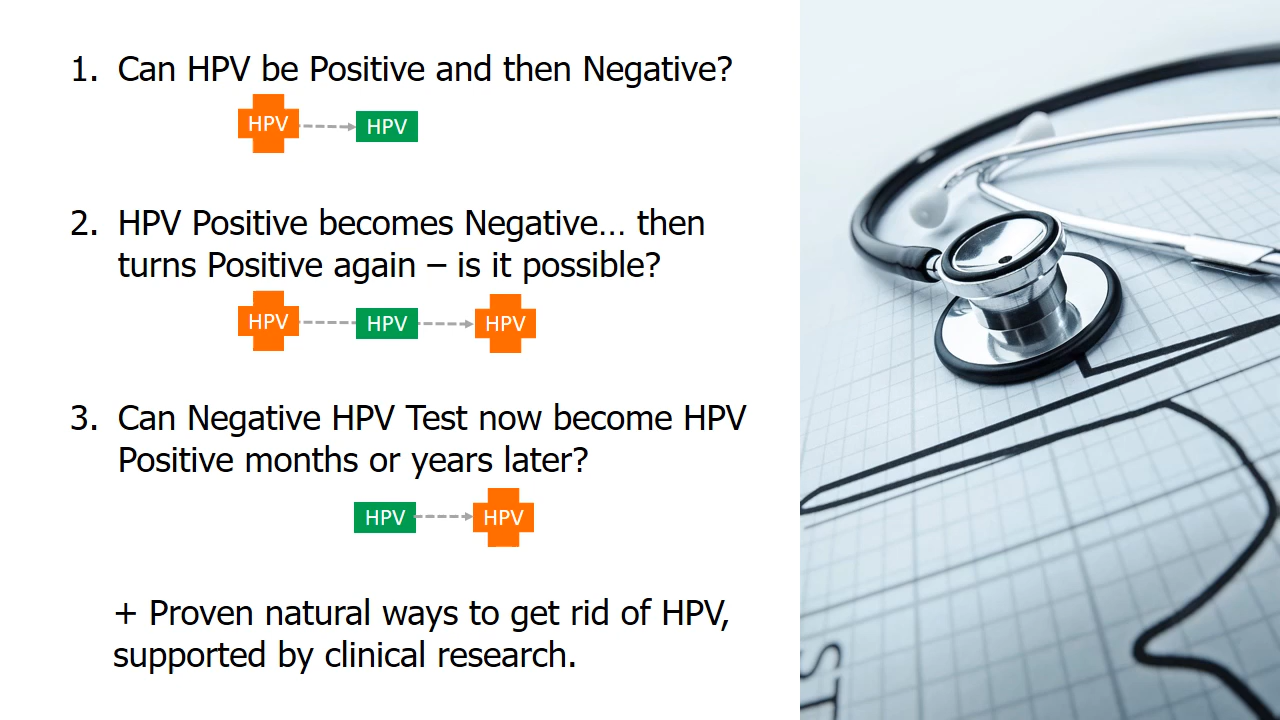 1. Can HPV be Positive and then Negative?
HPV HPV
2. HPV Positive becomes Negative... then
turns Positive again – is it possible?
HPV HPV HPV
3. Can Negative HPV Test now become HPV
Positive months or years later?
HPV HPV
+ Proven natural ways to get rid of HPV,
supported by clinical research.